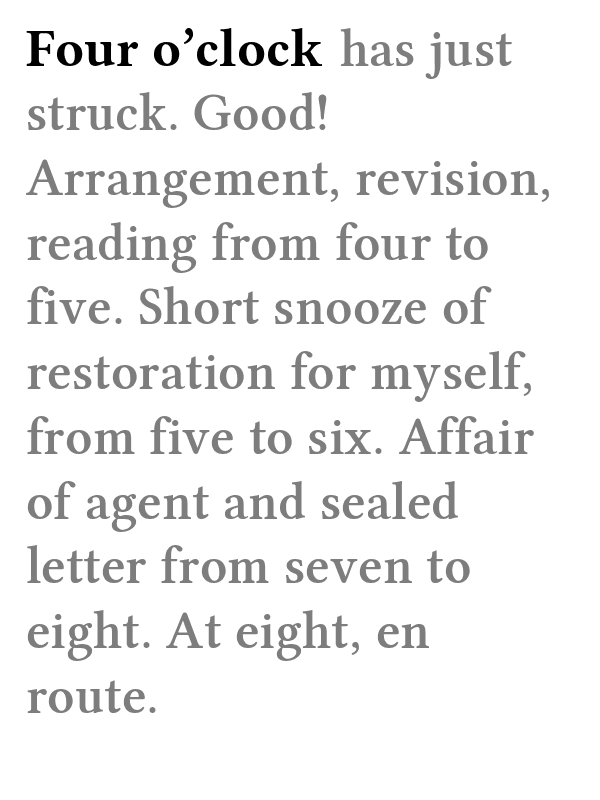 Four o’clock has just
struck. Good!
Arrangement, revision,
reading from four to
five. Short snooze of
restoration for myself,
from five to six. Affair
of agent and sealed
letter from seven to
eight. At eight, en
route.